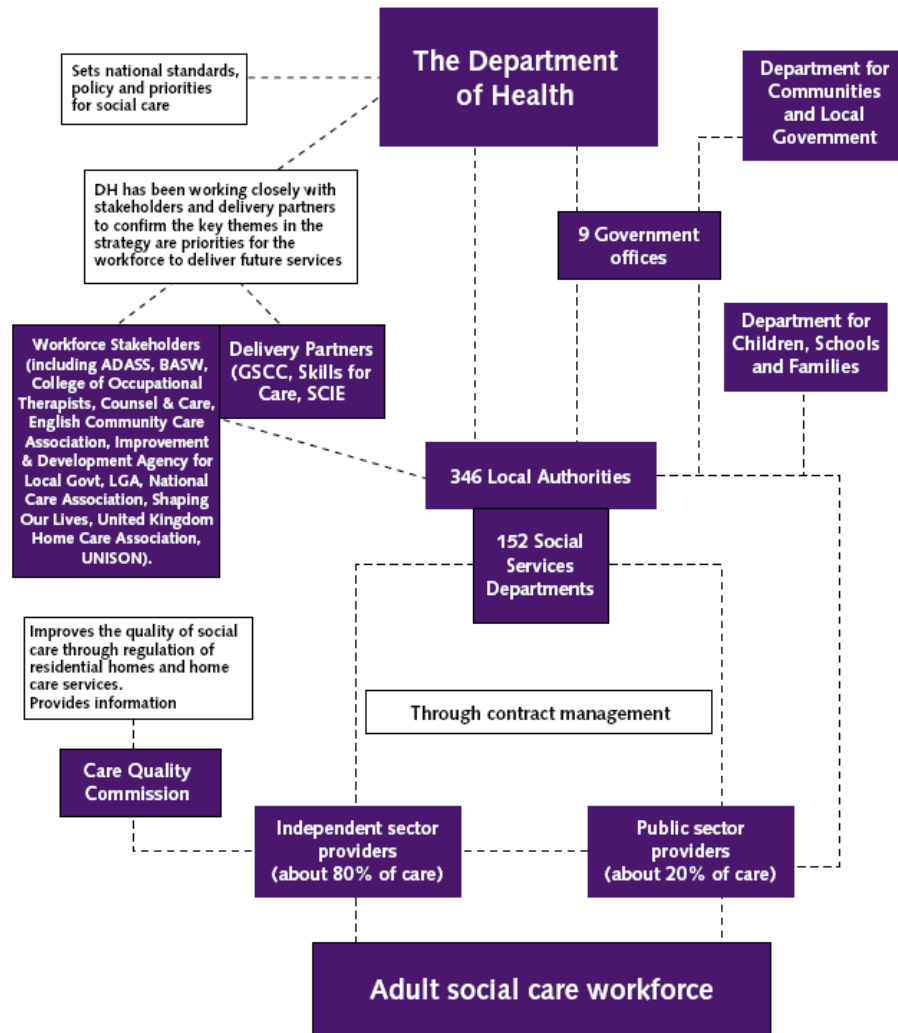 The Department
of Health
Sets national standards,
policy and priorities
for social care
Department for
Communities
and Local
Government
DH has been working closely with
stakeholders and delivery partners
to confirm the key themes in the
strategy are priorities for the
workforce to deliver future services
9 Government
offices
Workforce Stakeholders
(including ADASS, BASW,
College of Occupational
Therapists, Counsel & Care,
English Community Care
Association, Improvement
& Development Agency for
Local Govt, LGA, National
Care Association, Shaping
Our Lives, United Kingdom
Home Care Association,
UNISON).
Delivery Partners
(GSCC, Skills for
Care, SCIE
Department for
Children, Schools
and Families
346 Local Authorities
152 Social
Services
Departments
Improves the quality of social
care through regulation of
residential homes and home
care services.
Provides information
Through contract management
Care Quality
Commission
Independent sector
providers
(about 80% of care)
Public sector
providers
(about 20% of care)
Adult social care workforce